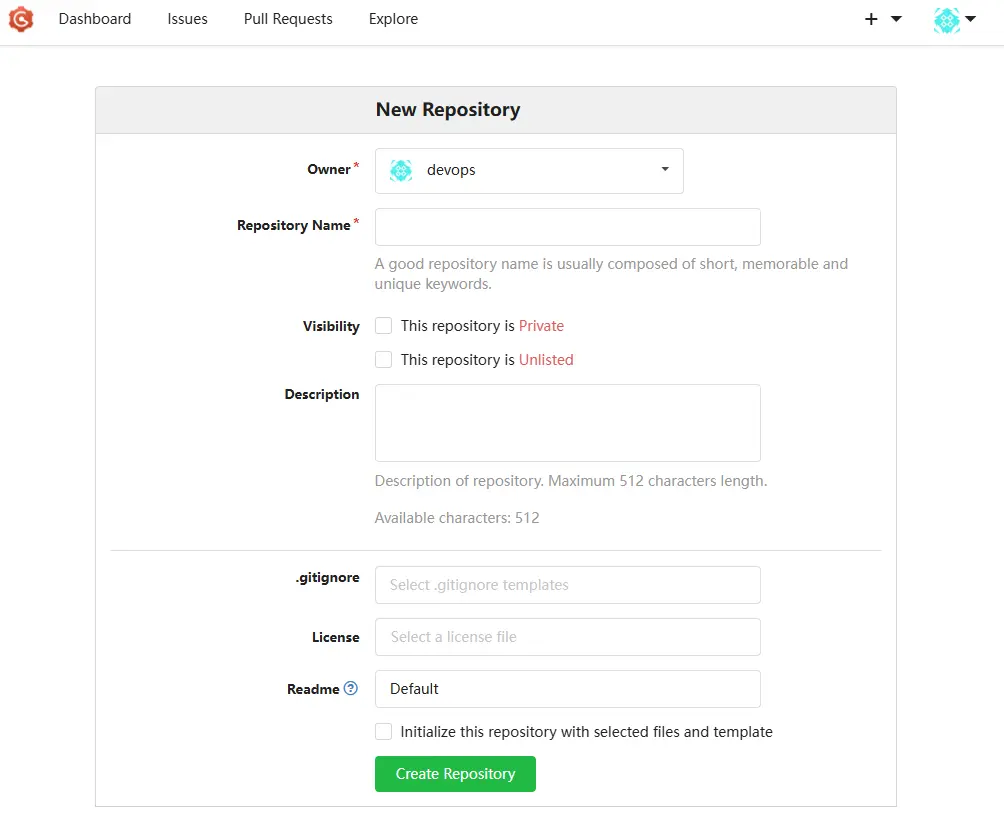 Dashboard Issues Pull Requests Explore
New Repository
Owner*
devops
Repository Name*
A good repository name is usually composed of short, memorable and
unique keywords.
Visibility
This repository is Private
This repository is Unlisted
Description
Description of repository. Maximum 512 characters length.
Available characters: 512
.gitignore
Select .gitignore templates
License
Select a license file
Readme ?
Default
Initialize this repository with selected files and template
Create Repository